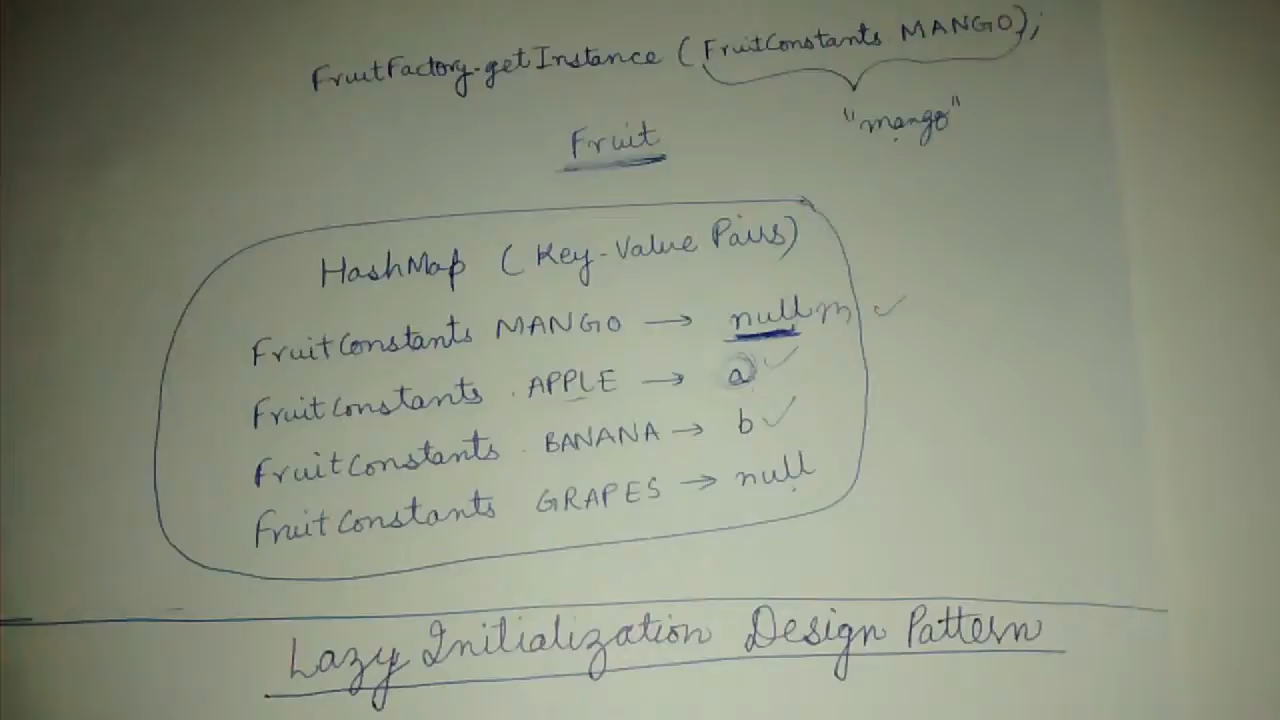 FruitFactory.getInstance (FruitConstants MANGO);
"mango"
Fruit
HashMap (Key-Value Pairs)
FruitConstants MANGO → null m ✓
FruitConstants . APPLE → a ✓
FruitConstants . BANANA → b ✓
FruitConstants GRAPES → null
Lazy Initialization Design Pattern